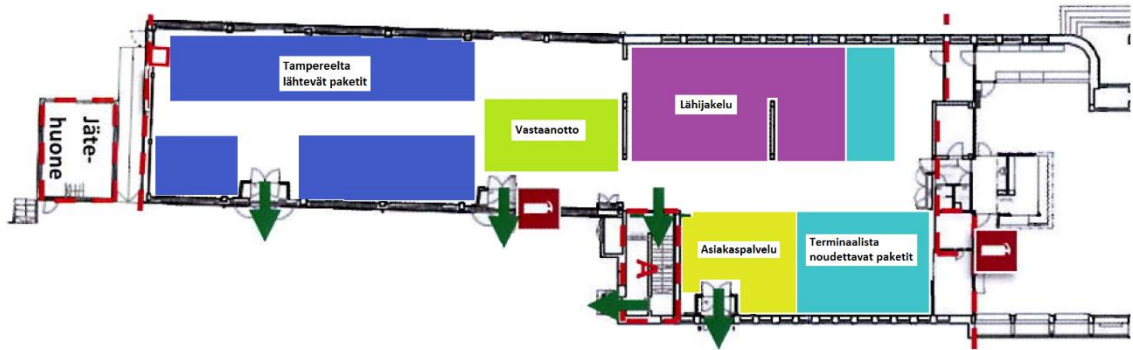 Tampereelta
lähtevät paketit
Lähijakelu
Vastaanotto
Jäte-
huone
Asiakaspalvelu
Terminaalista
noudettavat paketit
A